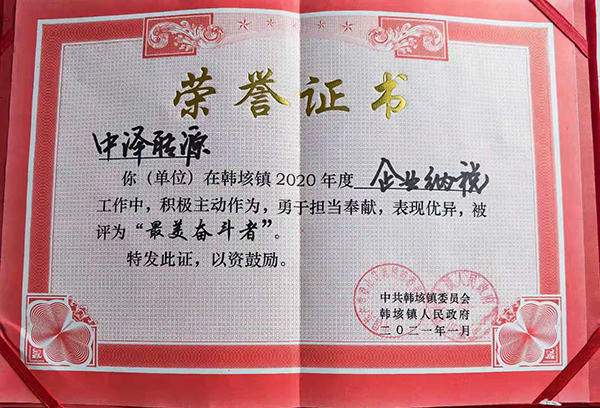 荣誉证书
中泽联源
你（单位）在韩垓镇2020年度 企业纳税
工作中，积极主动作为，勇于担当奉献，表现优异，被
评为“最美奋斗者”。
特发此证，以资鼓励。
中共韩垓镇委员会
韩垓镇人民政府
二〇二一年一月